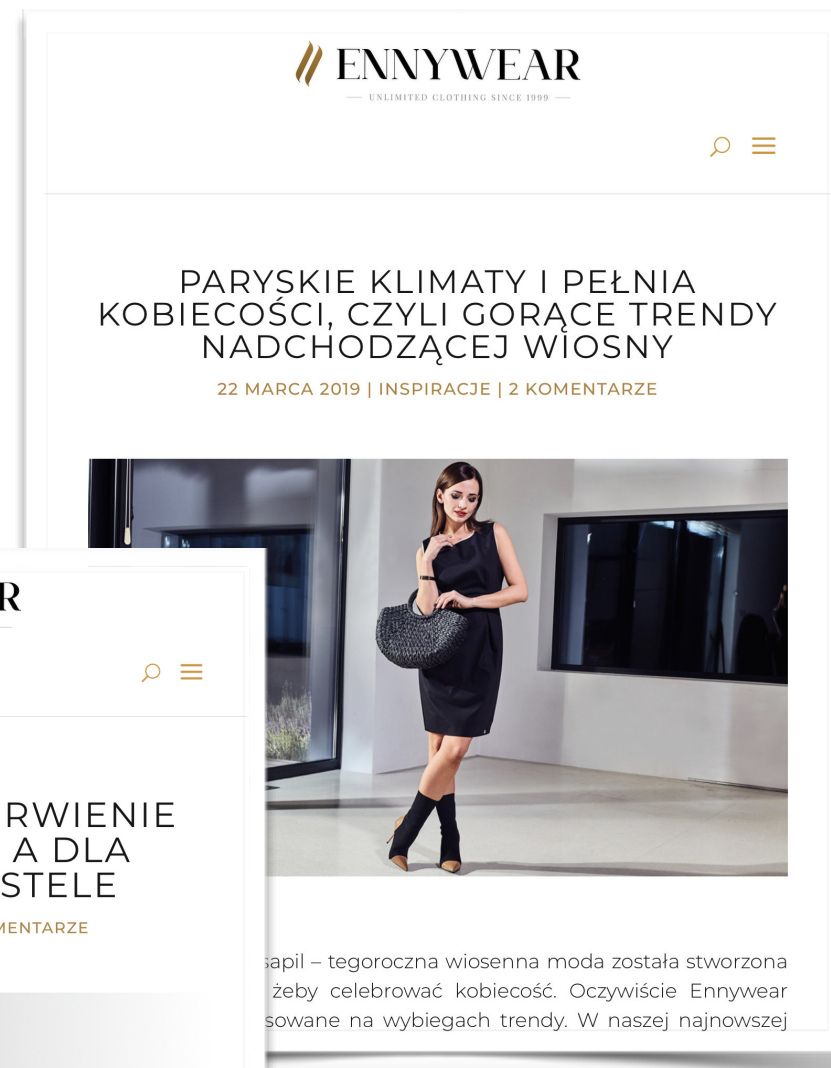 ENNYWEAR
UNLIMITED CLOTHING SINCE 1999
PARYSKIE KLIMATY I PEŁNIA
KOBIECOŚCI, CZYLI GORĄCE TRENDY
NADCHODZĄCEJ WIOSNY
22 MARCA 2019 | INSPIRACJE | 2 KOMENTARZE
sapil – tegoroczna wiosenna moda została stworzona
żeby celebrować kobiecość. Oczywiście Ennywear
sowane na wybiegach trendy. W naszej najnowszej
R
RWIENIE
A DLA
STELE
MENTARZE